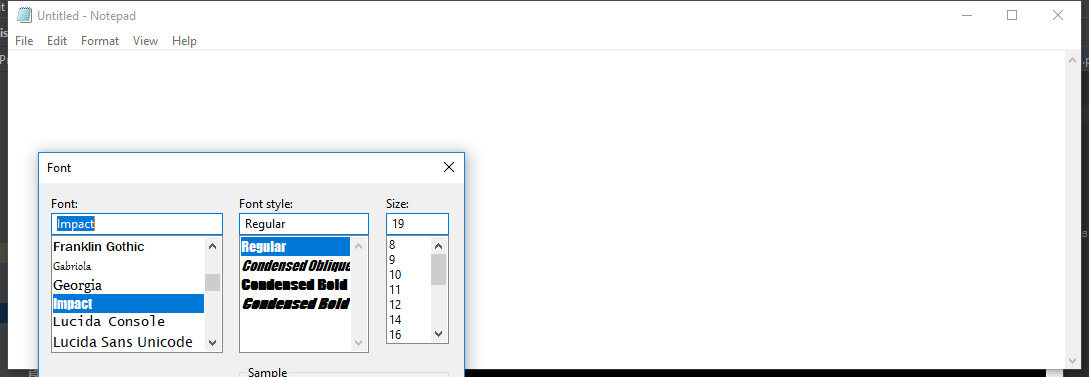 Untitled - Notepad
File Edit Format View Help
Font
Font: Font style: Size:
Impact Regular 19
Franklin Gothic
Gabriola
Georgia
Impact
Lucida Console
Lucida Sans Unicode
Regular
Condensed Oblique
Condensed Bold
Condensed Bold
8
9
10
11
12
14
16
Sample